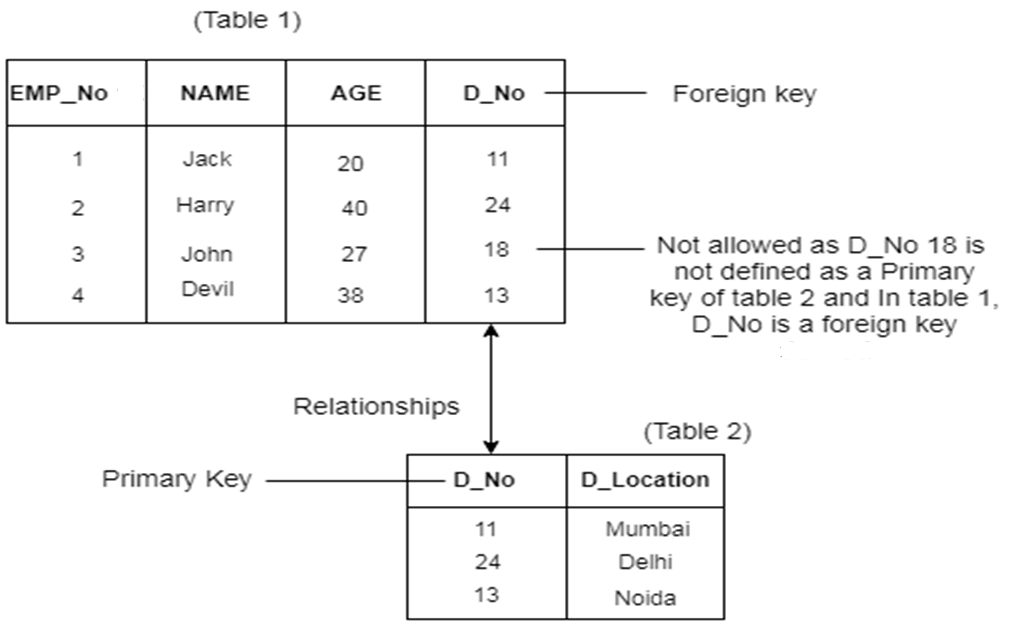 (Table 1)
EMP_No NAME AGE D_No Foreign key
1 Jack 20 11
2 Harry 40 24
3 John 27 18
4 Devil 38 13
Not allowed as D_No 18 is
not defined as a Primary
key of table 2 and In table 1,
D_No is a foreign key
Relationships
(Table 2)
Primary Key D_No D_Location
11 Mumbai
24 Delhi
13 Noida